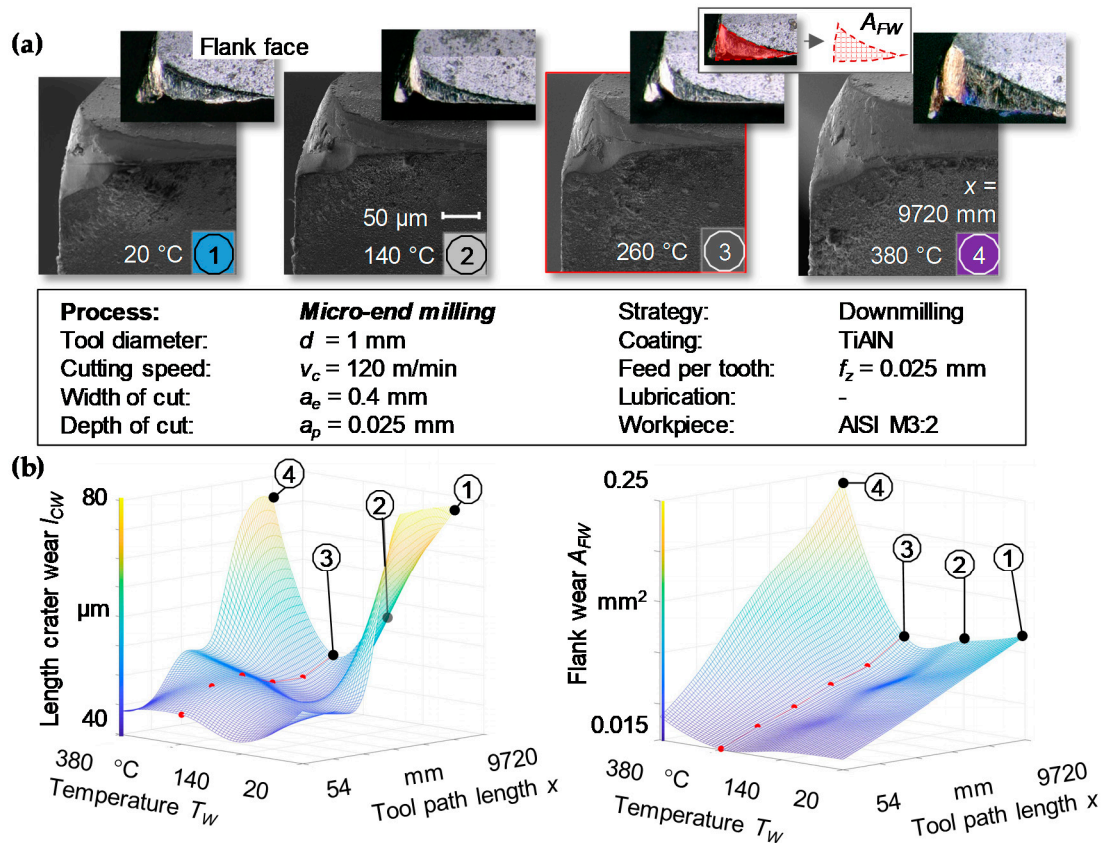 (a)
Flank face
A_FW
20 °C
1
50 µm
140 °C
2
260 °C
3
x =
9720 mm
380 °C
4
Process: Micro-end milling Strategy: Downmilling
Tool diameter: d = 1 mm Coating: TiAlN
Cutting speed: v_c = 120 m/min Feed per tooth: f_z = 0.025 mm
Width of cut: a_e = 0.4 mm Lubrication: -
Depth of cut: a_p = 0.025 mm Workpiece: AISI M3:2
(b)
Length crater wear l_CW
80
µm
40
4
3
2
1
380 °C 140 20
Temperature T_W
54 mm 9720
Tool path length x
Flank wear A_FW
0.25
mm²
0.015
4
3
2
1
380 °C 140 20
Temperature T_W
54 mm 9720
Tool path length x